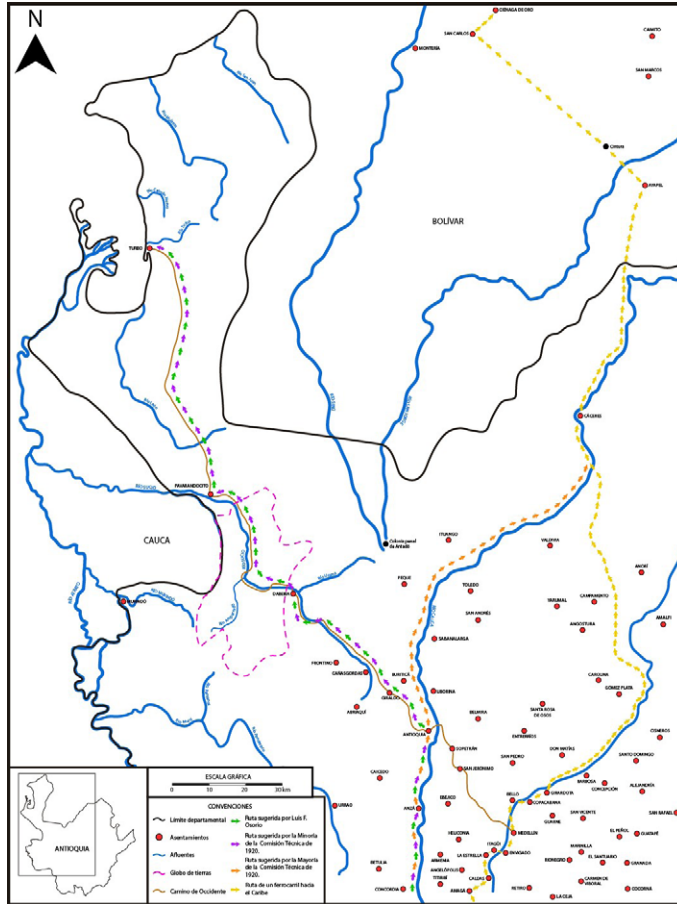 N
CIÉNAGA DE ORO
SAN CARLOS
MONTERÍA
CAIMITO
SAN MARCOS
AYAPEL
BOLÍVAR
TURBO
CÁCERES
PAVARANDOCITO
CAUCA
Colonia penal
de Antadó
ITUANGO
VALDIVIA
ANORÍ
MURINDÓ
DABEIBA
PEQUE
TOLEDO
YARUMAL
CAMPAMENTO
SAN ANDRÉS
ANGOSTURA
AMALFI
SABANALARGA
FRONTINO
CAÑASGORDAS
BURITICÁ
CAROLINA
GÓMEZ PLATA
GIRALDO
LIBORINA
ABRIAQUÍ
BELMIRA
SANTA ROSA
DE OSOS
ANTIOQUIA
ENTRERRÍOS
CISNEROS
SOPETRÁN
DON MATÍAS
SAN PEDRO
SANTO DOMINGO
SAN JERÓNIMO
CAICEDO
BARBOSA
CONCEPCIÓN
ALEJANDRÍA
GIRARDOTA
BELLO
COPACABANA
URRAO
ANZÁ
EBÉJICO
SAN VICENTE
SAN RAFAEL
GUARNE
MEDELLÍN
EL PEÑOL
GUATAPÉ
HELICONIA
ITAGÜÍ
ENVIGADO
MARINILLA
ARMENIA
LA ESTRELLA
RIONEGRO
EL SANTUARIO
GRANADA
BETULIA
ANGELÓPOLIS
TITIRIBÍ
CALDAS
CARMEN DE
VIBORAL
CONCORDIA
AMAGÁ
RETIRO
LA CEJA
COCORNÁ
ANTIOQUIA
ESCALA GRÁFICA
0
10
20
30km
CONVENCIONES
Límite departamental
Asentamientos
Afluentes
Globo de tierras
Camino de Occidente
Ruta sugerida por Luis F.
Osorio
Ruta sugerida por la Minoría
de la Comisión Técnica de
1920.
Ruta sugerida por la Mayoría
de la Comisión Técnica de
1920.
Ruta de un ferrocarril hacia
el Caribe